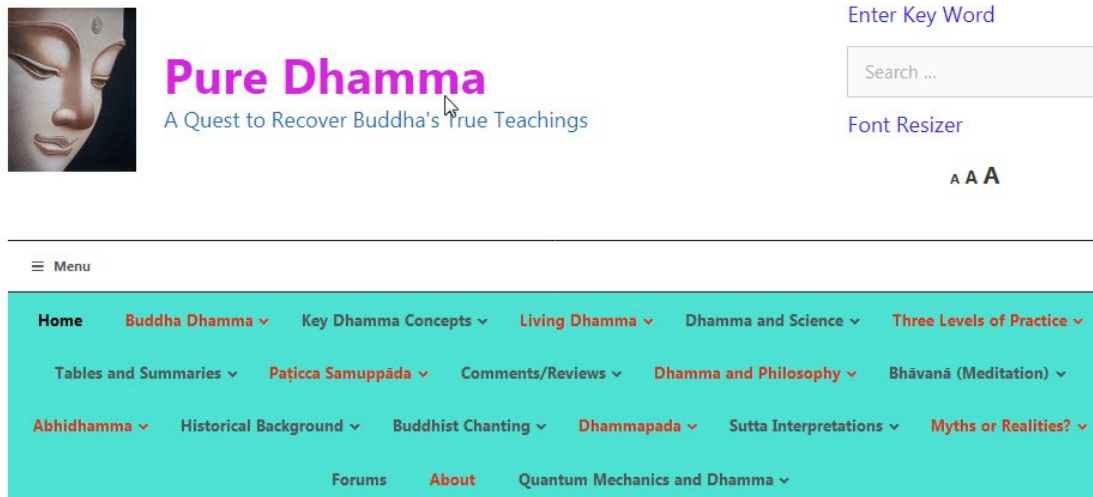 Pure Dhamma
A Quest to Recover Buddha's True Teachings
Enter Key Word
Search ...
Font Resizer
A A A
Menu
Home Buddha Dhamma Key Dhamma Concepts Living Dhamma Dhamma and Science Three Levels of Practice
Tables and Summaries Paṭicca Samuppāda Comments/Reviews Dhamma and Philosophy Bhāvanā (Meditation)
Abhidhamma Historical Background Buddhist Chanting Dhammapada Sutta Interpretations Myths or Realities?
Forums About Quantum Mechanics and Dhamma